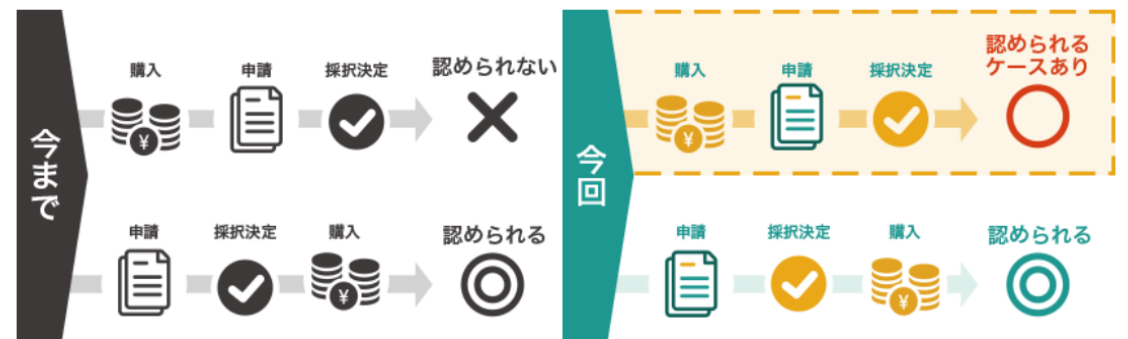 今まで
購入
申請
採択決定
認められない
¥
申請
採択決定
購入
認められる
¥
今回
購入
申請
採択決定
認められる
ケースあり
¥
申請
採択決定
購入
認められる
¥